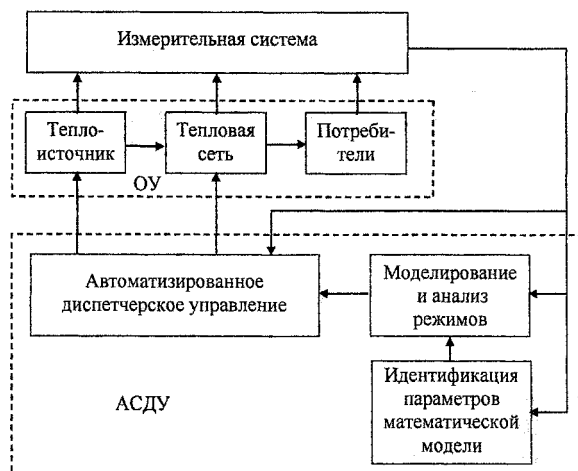 Измерительная система
Тепло-
источник
Тепловая
сеть
Потреби-
тели
ОУ
Автоматизированное
диспетчерское управление
Моделирование
и анализ
режимов
Идентификация
параметров
математической
модели
АСДУ